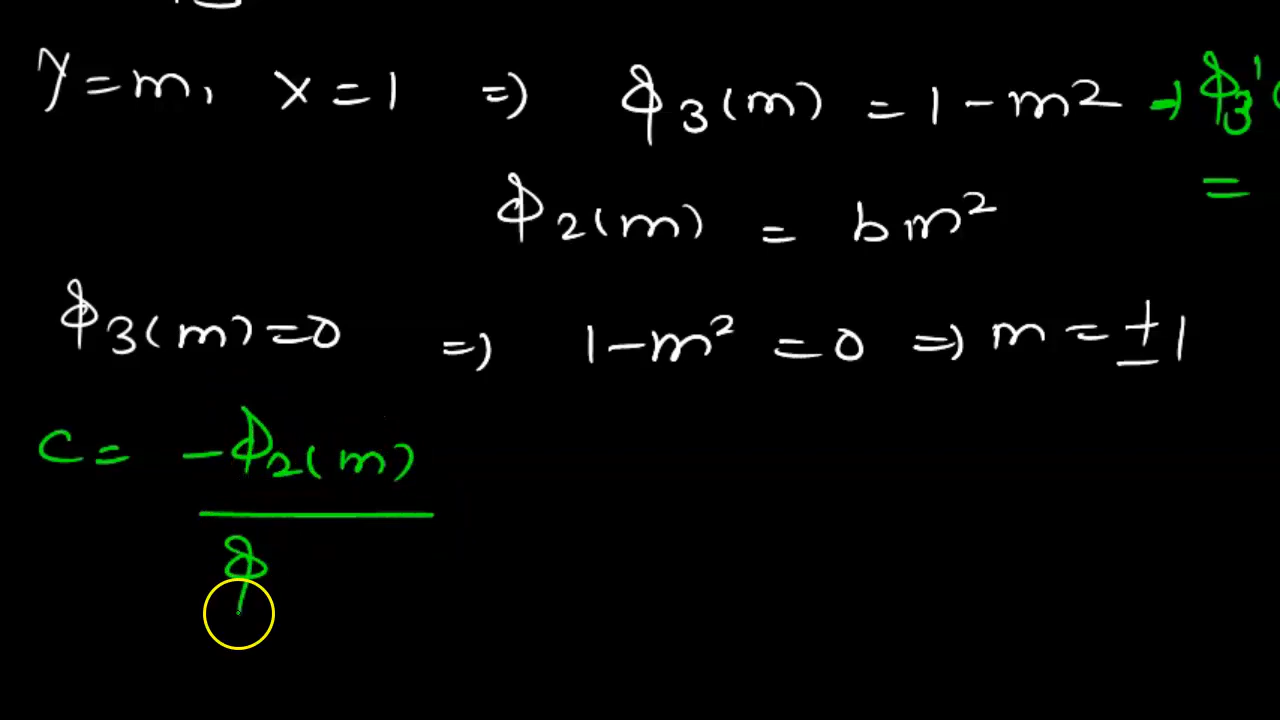 y = m, x = 1 ⇒ ϕ₃(m) = 1 - m² → ϕ₃'(
=
ϕ₂(m) = bm²
ϕ₃(m) = 0 ⇒ 1 - m² = 0 ⇒ m = ±1
c = -ϕ₂(m)
ϕ